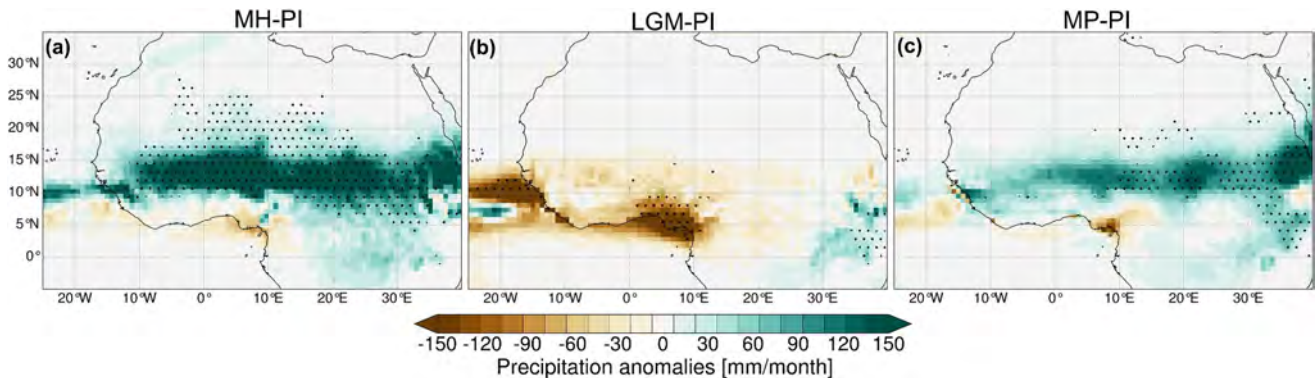 MH-PI LGM-PI MP-PI
(a) (b) (c)
30°N
25°N
20°N
15°N
10°N
5°N
0°
20°W 10°W 0° 10°E 20°E 30°E 20°W 10°W 0° 10°E 20°E 30°E 20°W 10°W 0° 10°E 20°E 30°E
-150 -120 -90 -60 -30 0 30 60 90 120 150
Precipitation anomalies [mm/month]